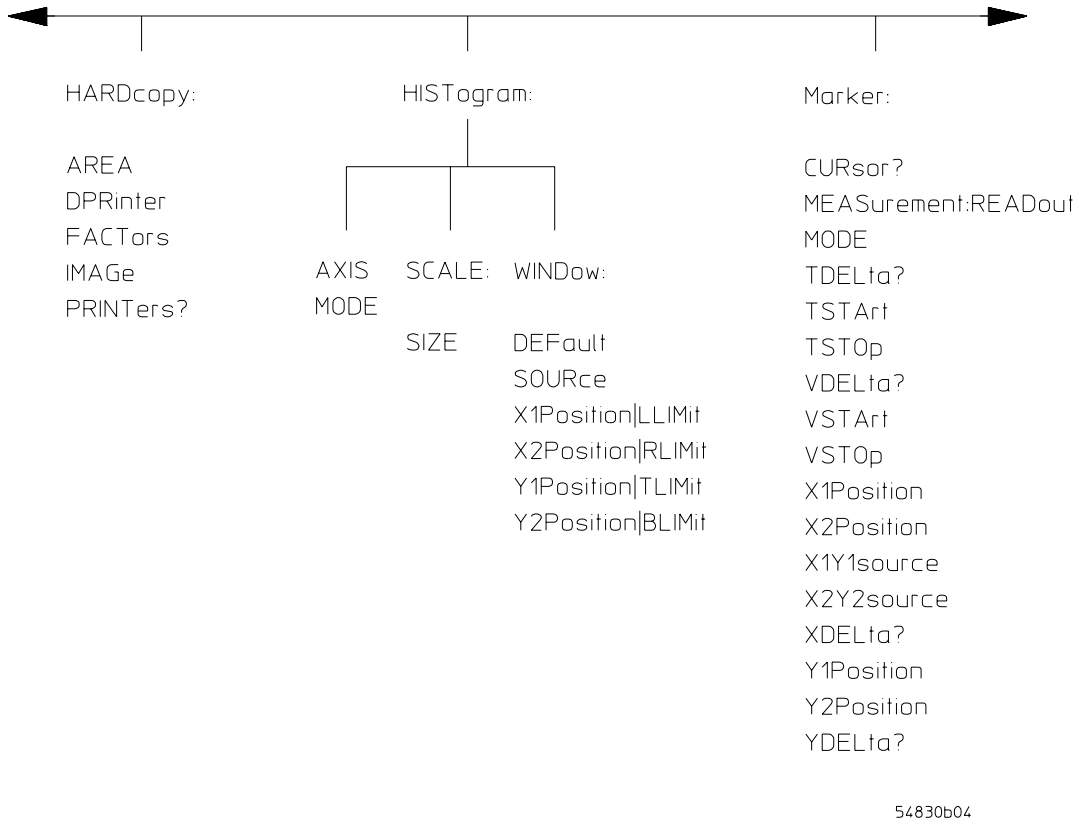 HARDcopy:
AREA
DPRinter
FACTors
IMAGe
PRINTers?
HISTogram:
AXIS
MODE
SCALE:
SIZE
WINDow:
DEFault
SOURce
X1Position|LLIMit
X2Position|RLIMit
Y1Position|TLIMit
Y2Position|BLIMit
Marker:
CURsor?
MEASurement:READout
MODE
TDELta?
TSTArt
TSTOp
VDELta?
VSTArt
VSTOp
X1Position
X2Position
X1Y1source
X2Y2source
XDELta?
Y1Position
Y2Position
YDELta?
54830b04